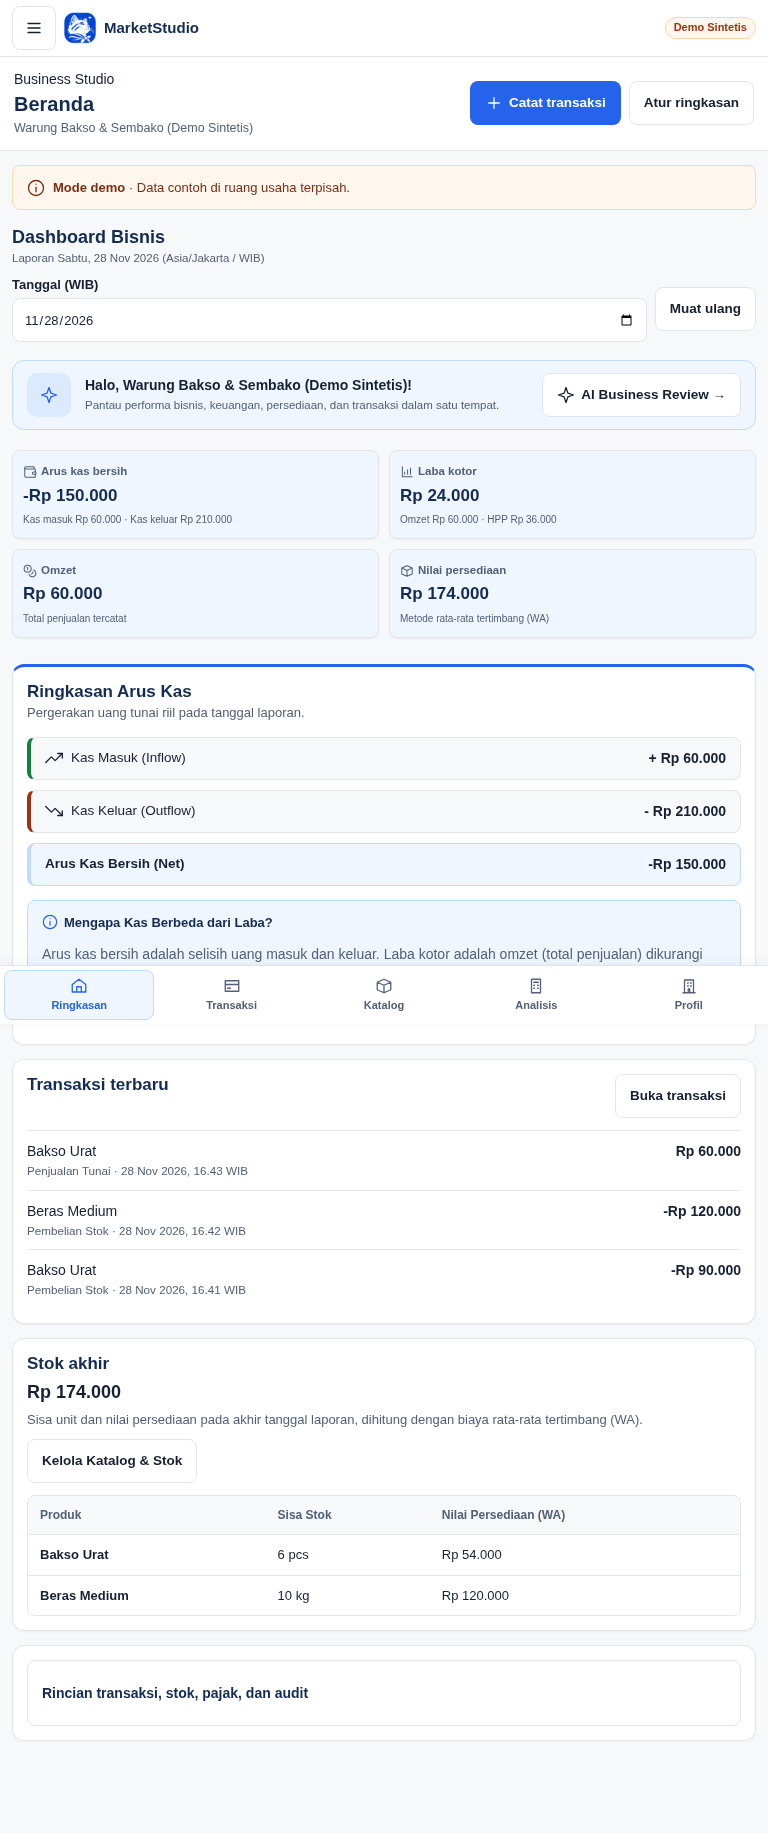 MarketStudio
Demo Sintetis
Business Studio
Beranda
Warung Bakso & Sembako (Demo Sintetis)
Catat transaksi
Atur ringkasan
Mode demo · Data contoh di ruang usaha terpisah.
Dashboard Bisnis
Laporan Sabtu, 28 Nov 2026 (Asia/Jakarta / WIB)
Tanggal (WIB)
11/28/2026
Muat ulang
Halo, Warung Bakso & Sembako (Demo Sintetis)!
Pantau performa bisnis, keuangan, persediaan, dan transaksi dalam satu tempat.
AI Business Review →
Arus kas bersih
-Rp 150.000
Kas masuk Rp 60.000 · Kas keluar Rp 210.000
Laba kotor
Rp 24.000
Omzet Rp 60.000 · HPP Rp 36.000
Omzet
Rp 60.000
Total penjualan tercatat
Nilai persediaan
Rp 174.000
Metode rata-rata tertimbang (WA)
Ringkasan Arus Kas
Pergerakan uang tunai riil pada tanggal laporan.
Kas Masuk (Inflow)
+ Rp 60.000
Kas Keluar (Outflow)
- Rp 210.000
Arus Kas Bersih (Net)
-Rp 150.000
Mengapa Kas Berbeda dari Laba?
Arus kas bersih adalah selisih uang masuk dan keluar. Laba kotor adalah omzet (total penjualan) dikurangi
Ringkasan
Transaksi
Katalog
Analisis
Profil
Transaksi terbaru
Buka transaksi
Bakso Urat
Rp 60.000
Penjualan Tunai · 28 Nov 2026, 16.43 WIB
Beras Medium
-Rp 120.000
Pembelian Stok · 28 Nov 2026, 16.42 WIB
Bakso Urat
-Rp 90.000
Pembelian Stok · 28 Nov 2026, 16.41 WIB
Stok akhir
Rp 174.000
Sisa unit dan nilai persediaan pada akhir tanggal laporan, dihitung dengan biaya rata-rata tertimbang (WA).
Kelola Katalog & Stok
Produk Sisa Stok Nilai Persediaan (WA)
Bakso Urat 6 pcs Rp 54.000
Beras Medium 10 kg Rp 120.000
Rincian transaksi, stok, pajak, dan audit